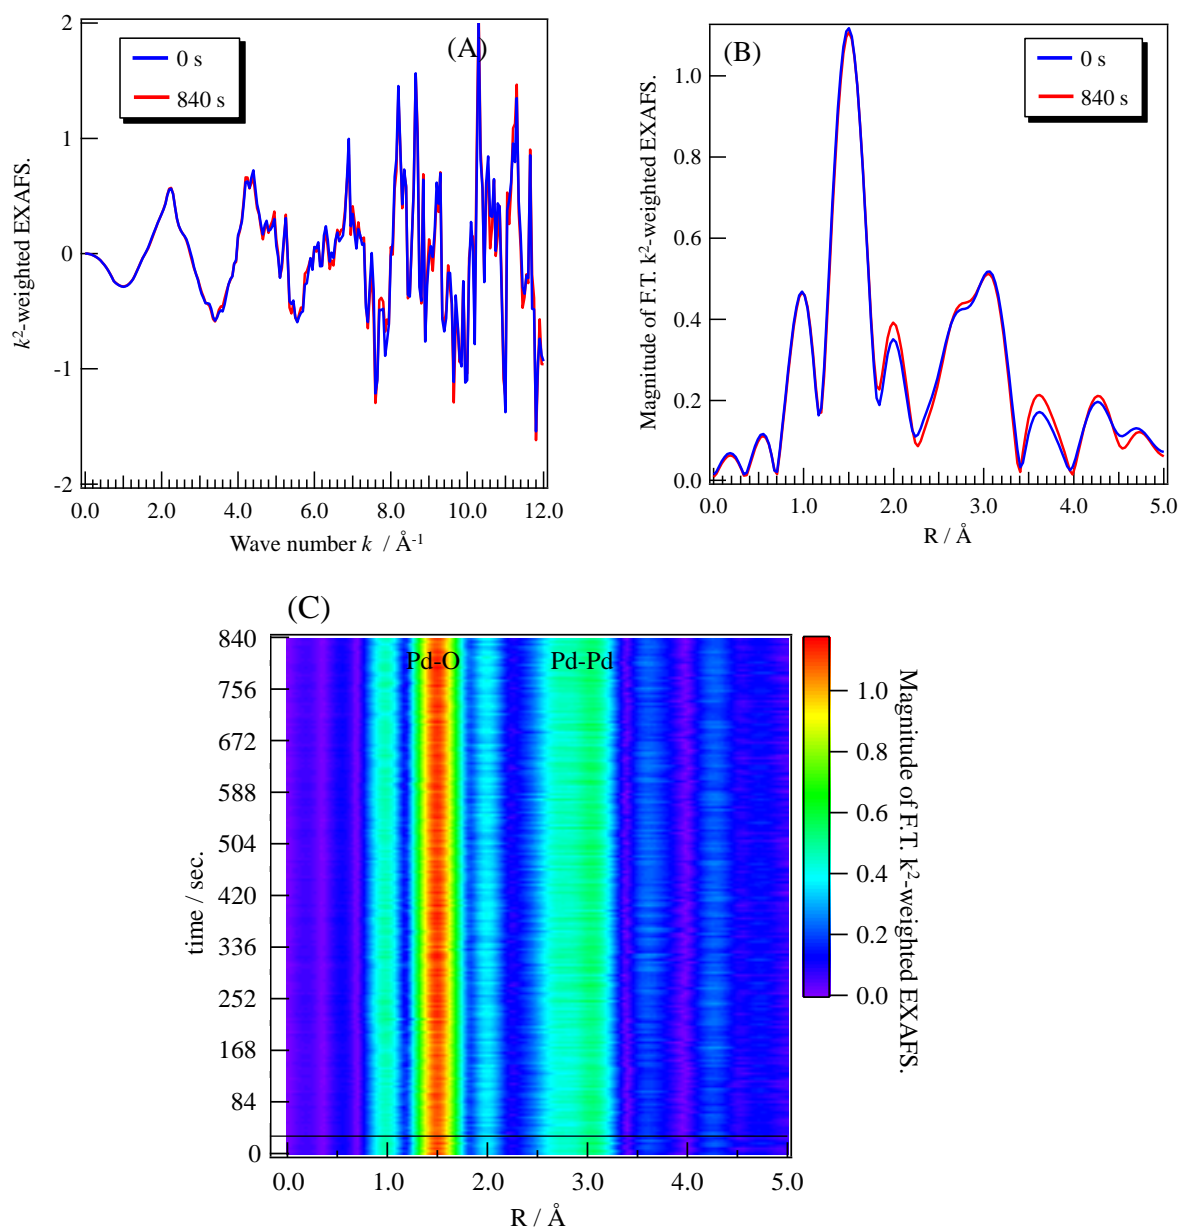 (A)
0 s
840 s
k²-weighted EXAFS.
2
1
0
-1
-2
0.0 2.0 4.0 6.0 8.0 10.0 12.0
Wave number k / Å-1
(B)
0 s
840 s
Magnitude of F.T. k²-weighted EXAFS.
1.0
0.8
0.6
0.4
0.2
0.0
0.0 1.0 2.0 3.0 4.0 5.0
R / Å
(C)
Pd-O Pd-Pd
time / sec.
840
756
672
588
504
420
336
252
168
84
0
0.0 1.0 2.0 3.0 4.0 5.0
R / Å
1.0
0.8
0.6
0.4
0.2
0.0
Magnitude of F.T. k²-weighted EXAFS.